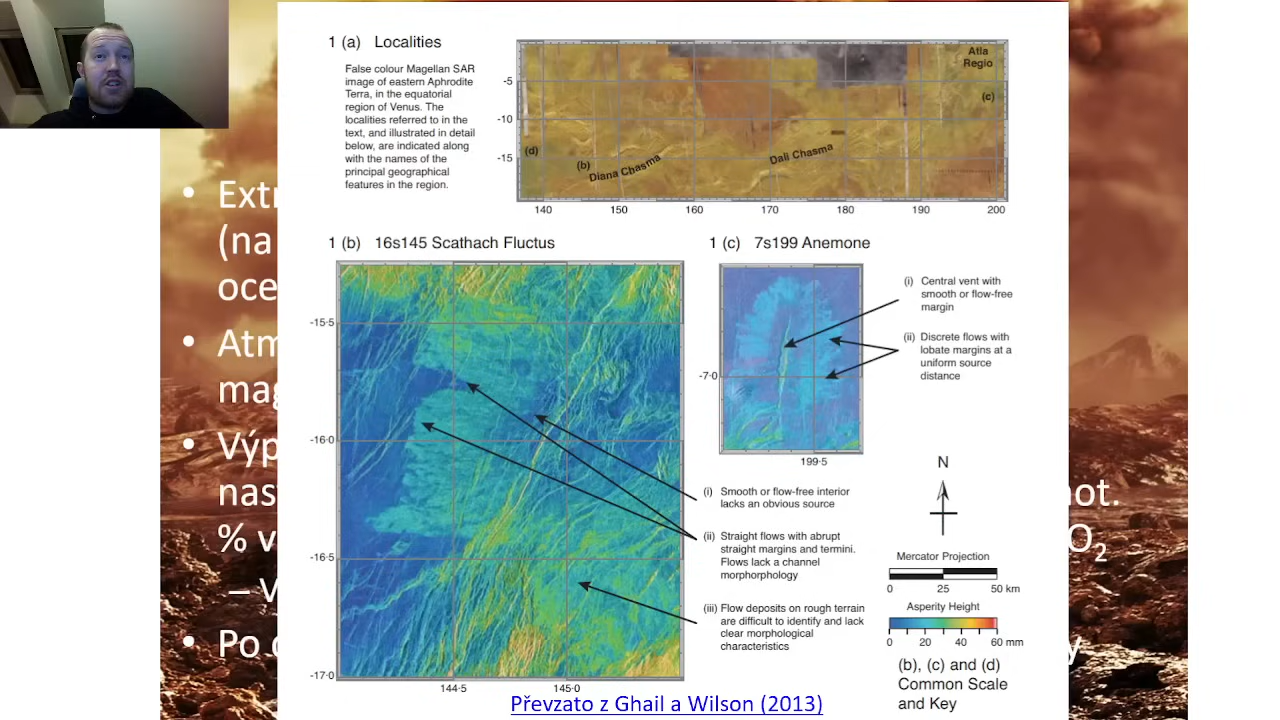 1 (a) Localities
False colour Magellan SAR
image of eastern Aphrodite
Terra, in the equatorial
region of Venus. The
localities referred to in the
text, and illustrated in detail
below, are indicated along
with the names of the
principal geographical
features in the region.
Atla
Regio
(c)
(d)
(b)
Diana Chasma
Dali Chasma
-5
-10
-15
140 150 160 170 180 190 200
1 (b) 16s145 Scathach Fluctus
-15·5
-16·0
-16·5
-17·0
144·5 145·0
1 (c) 7s199 Anemone
-7·0
199·5
(i) Central vent with
smooth or flow-free
margin
(ii) Discrete flows with
lobate margins at a
uniform source
distance
(i) Smooth or flow-free interior
lacks an obvious source
(ii) Straight flows with abrupt
straight margins and termini.
Flows lack a channel
morphorphology
(iii) Flow deposits on rough terrain
are difficult to identify and lack
clear morphological
characteristics
N
Mercator Projection
0 25 50 km
Asperity Height
0 20 40 60 mm
(b), (c) and (d)
Common Scale
and Key
Převzato z Ghail a Wilson (2013)
• (na
•
•
% v
•
Po